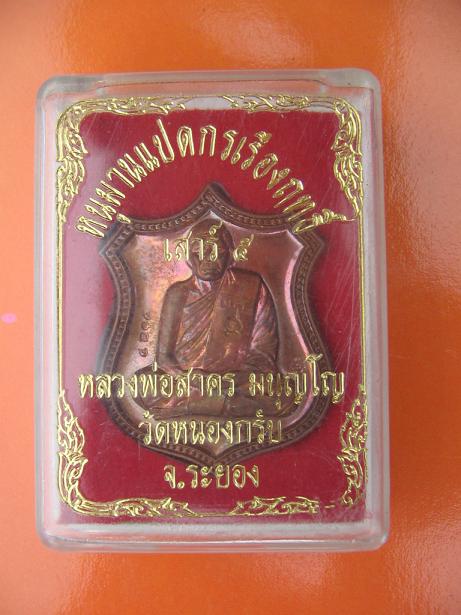 หนุมานแปดกรเรืองฤทธิ์
เสาร์ ๕
หลวงพ่อสาคร มนุญโญ
วัดหนองกรับ
จ.ระยอง